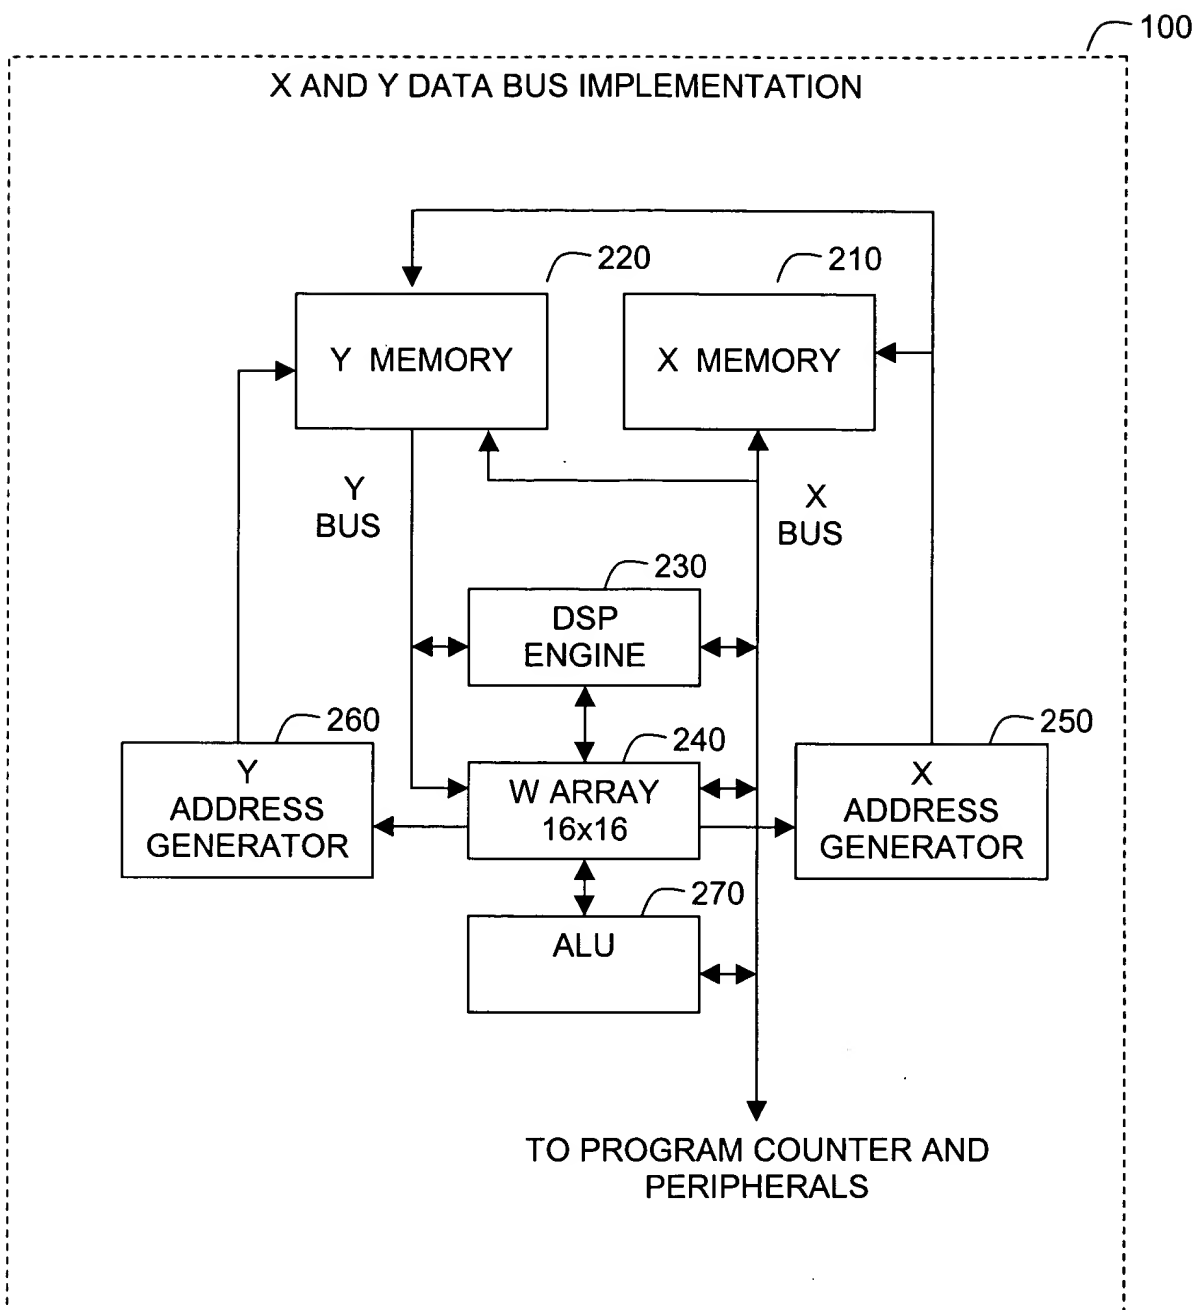 100
X AND Y DATA BUS IMPLEMENTATION
220
210
Y MEMORY
X MEMORY
Y
BUS
X
BUS
230
DSP
ENGINE
260
240
250
Y
ADDRESS
GENERATOR
W ARRAY
16x16
X
ADDRESS
GENERATOR
270
ALU
TO PROGRAM COUNTER AND
PERIPHERALS